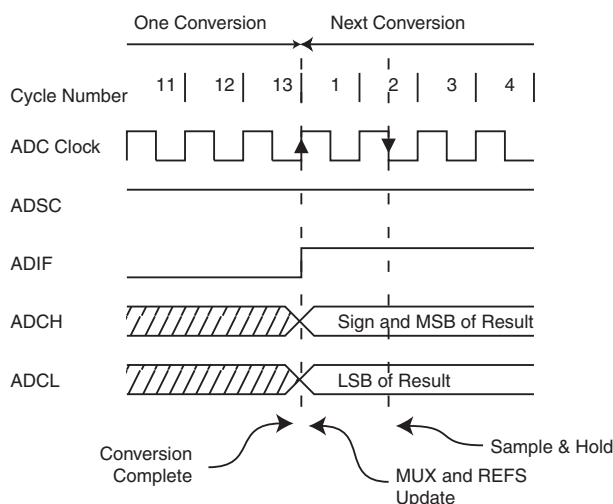 One Conversion Next Conversion
Cycle Number 11 12 13 1 2 3 4
ADC Clock
ADSC
ADIF
ADCH Sign and MSB of Result
ADCL LSB of Result
Conversion
Complete
MUX and REFS
Update
Sample & Hold